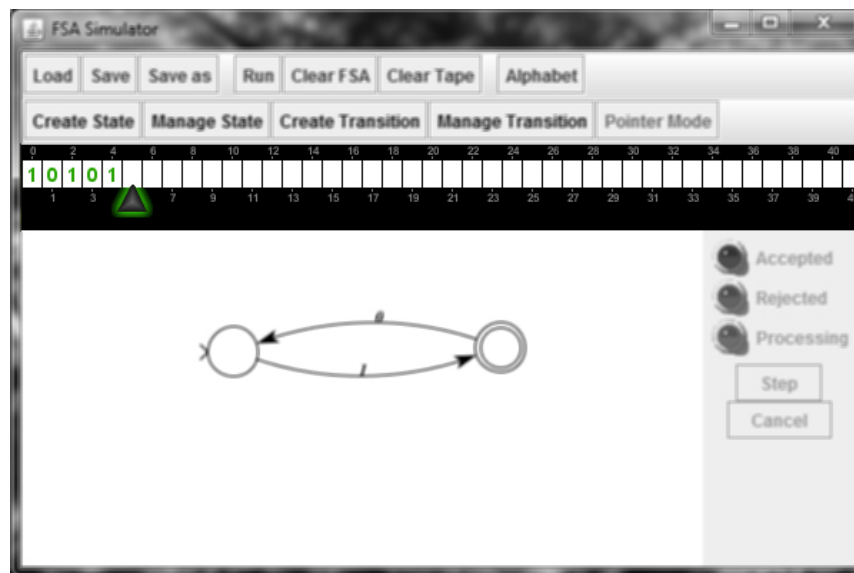 FSA Simulator
Load Save Save as Run Clear FSA Clear Tape Alphabet
Create State Manage State Create Transition Manage Transition Pointer Mode
0 2 4 6 8 10 12 14 16 18 20 22 24 26 28 30 32 34 36 38 40
1 0 1 0 1
1 3 7 9 11 13 15 17 19 21 23 25 27 29 31 33 35 37 39
Accepted
0
Rejected
Processing
1
Step
Cancel